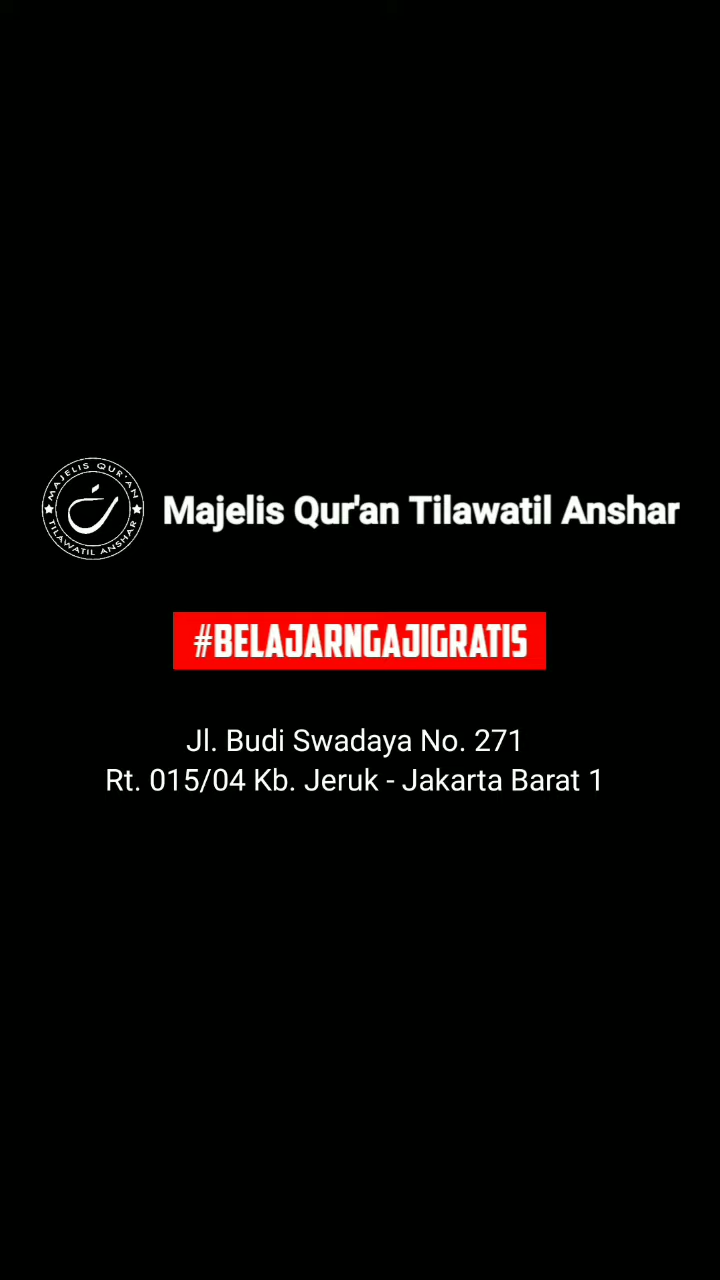 MAJELIS QUR'AN
TILAWATIL ANSHAR
Majelis Qur'an Tilawatil Anshar
#BELAJARNGAJIGRATIS
Jl. Budi Swadaya No. 271
Rt. 015/04 Kb. Jeruk - Jakarta Barat 1